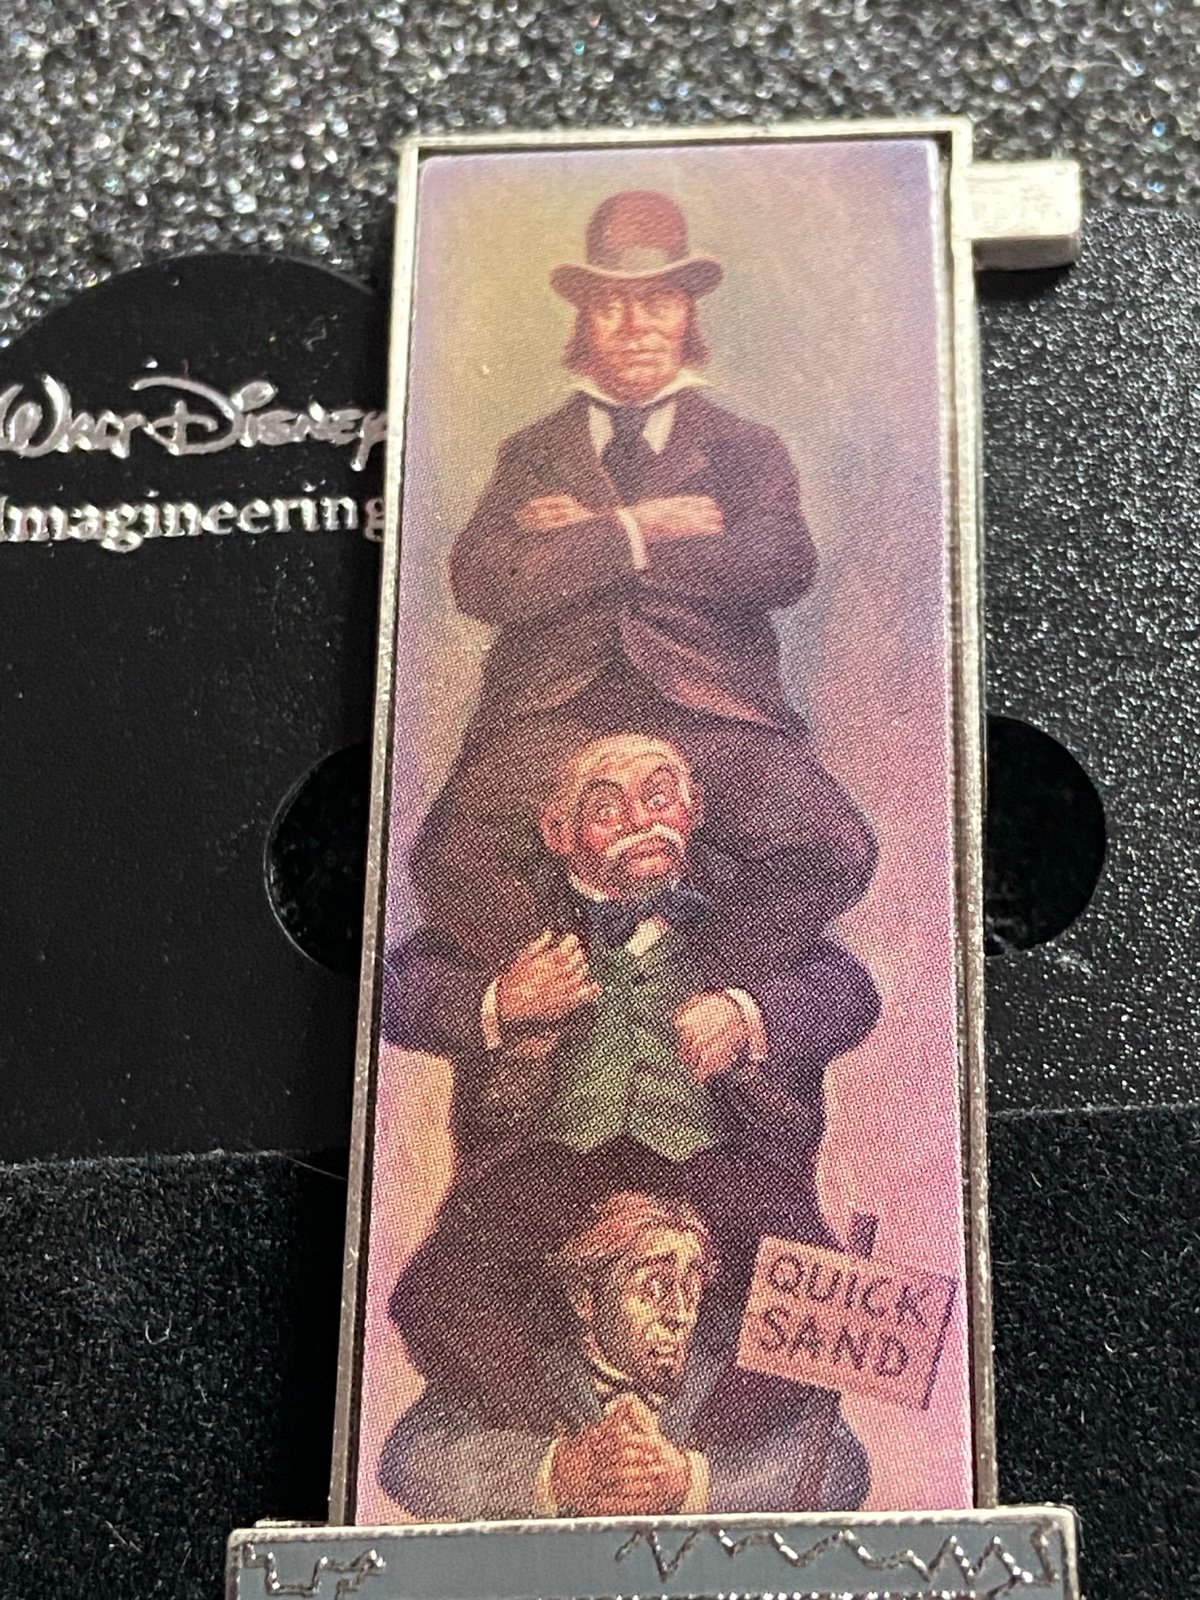 Walt Disney
Imagineering
QUICK
SAND